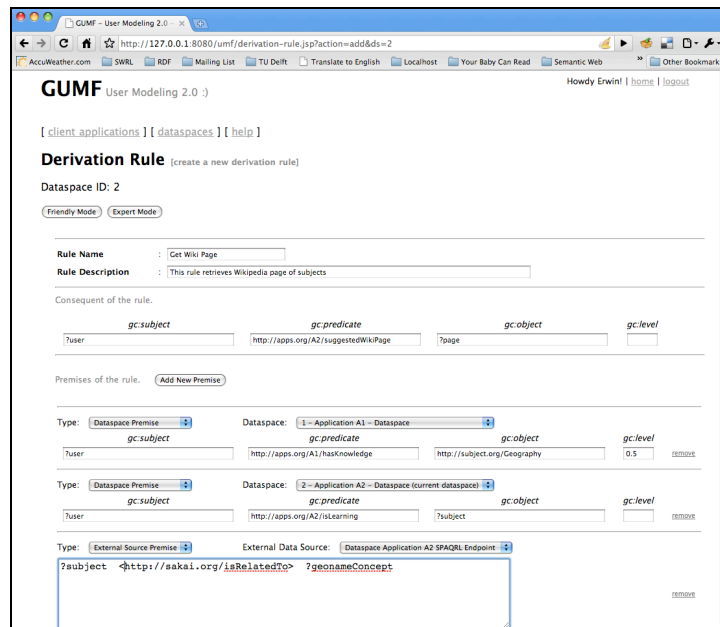 GUMF - User Modeling 2.0 -
http://127.0.0.1:8080/umf/derivation-rule.jsp?action=add&ds=2
AccuWeather.com SWRL RDF Mailing List TU Delft Translate to English Localhost Your Baby Can Read Semantic Web » Other Bookmark
GUMF User Modeling 2.0 :)
Howdy Erwin! | home | logout
[ client applications ] [ dataspaces ] [ help ]
Derivation Rule [create a new derivation rule]
Dataspace ID: 2
Friendly Mode Expert Mode
Rule Name : Get Wiki Page
Rule Description : This rule retrieves Wikipedia page of subjects
Consequent of the rule.
gc:subject gc:predicate gc:object gc:level
?user http://apps.org/A2/suggestedWikiPage ?page
Premises of the rule. Add New Premise
Type: Dataspace Premise Dataspace: 1 - Application A1 - Dataspace
gc:subject gc:predicate gc:object gc:level
?user http://apps.org/A1/hasKnowledge http://subject.org/Geography 0.5 remove
Type: Dataspace Premise Dataspace: 2 - Application A2 - Dataspace (current dataspace)
gc:subject gc:predicate gc:object gc:level
?user http://apps.org/A2/isLearning ?subject remove
Type: External Source Premise External Data Source: Dataspace Application A2 SPAQRL Endpoint
?subject <http://sakai.org/isRelatedTo> ?geonameConcept
remove